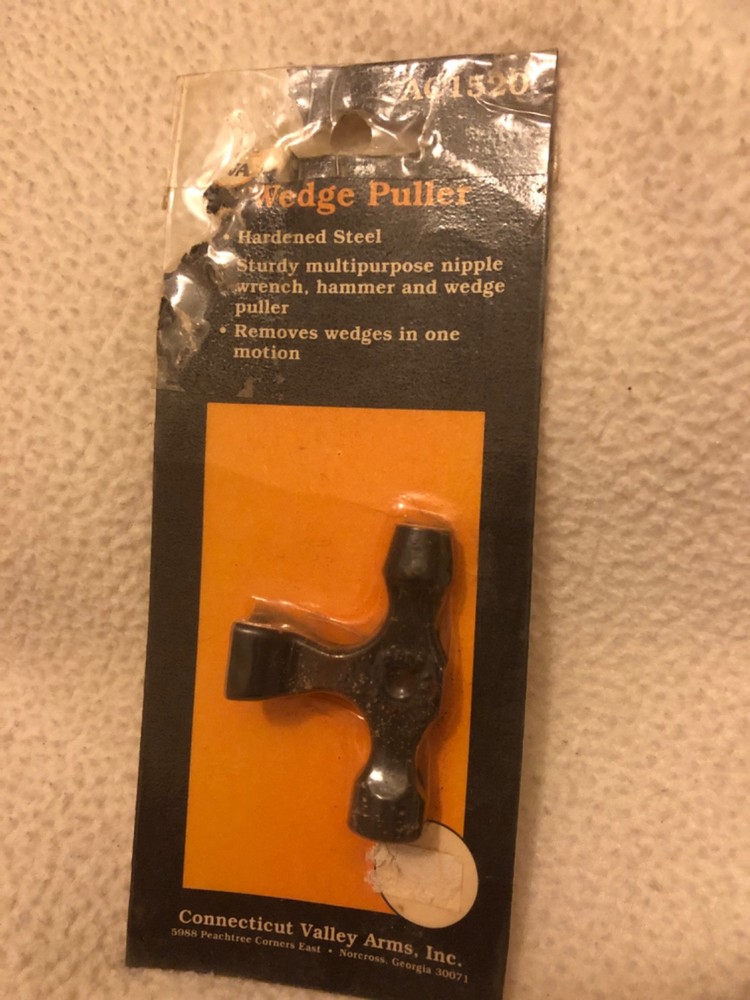 AC1520
VA
Wedge Puller
• Hardened Steel
Sturdy multipurpose nipple
wrench, hammer and wedge
puller
• Removes wedges in one
motion
Connecticut Valley Arms, Inc.
5988 Peachtree Corners East • Norcross, Georgia 30071